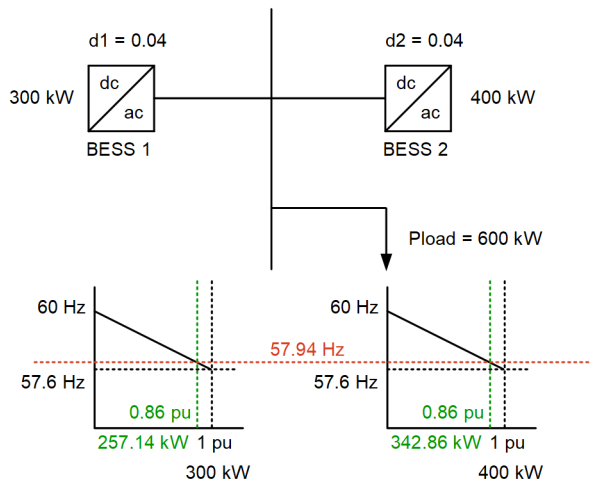 d1 = 0.04
d2 = 0.04
300 kW
dc
ac
dc
ac
400 kW
BESS 1
BESS 2
Pload = 600 kW
60 Hz
60 Hz
57.94 Hz
57.6 Hz
57.6 Hz
0.86 pu
0.86 pu
257.14 kW 1 pu
342.86 kW 1 pu
300 kW
400 kW